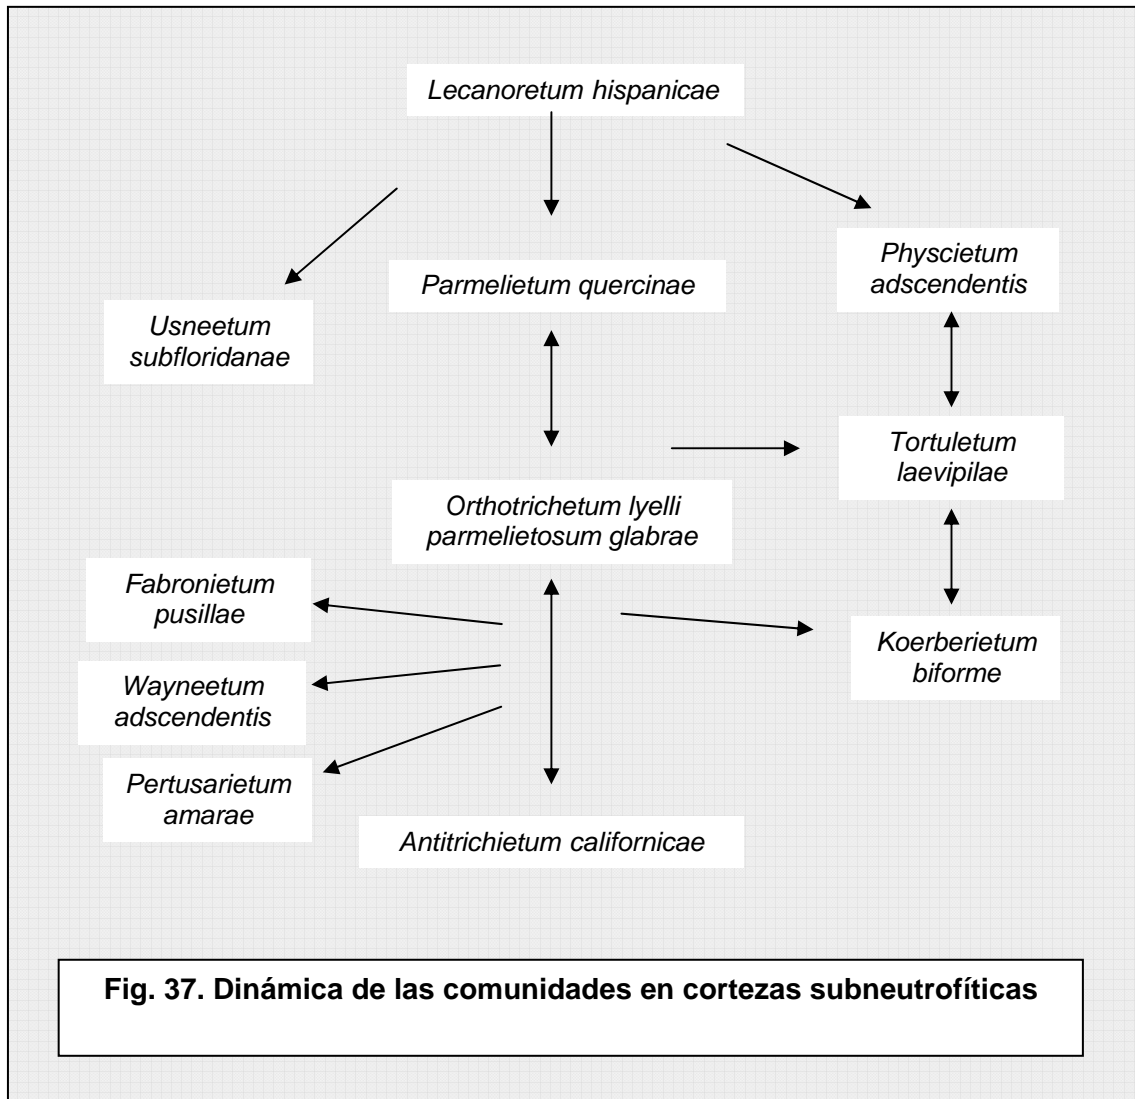 Lecanoretum hispanicae
Physcietum
adscendentis
Parmelietum quercinae
Usneetum
subfloridanae
Tortuletum
laevipilae
Orthotrichetum lyelli
parmelietosum glabrae
Fabronietum
pusillae
Koerberietum
biforme
Wayneetum
adscendentis
Pertusarietum
amarae
Antitrichietum californicae
Fig. 37. Dinámica de las comunidades en cortezas subneutrofíticas